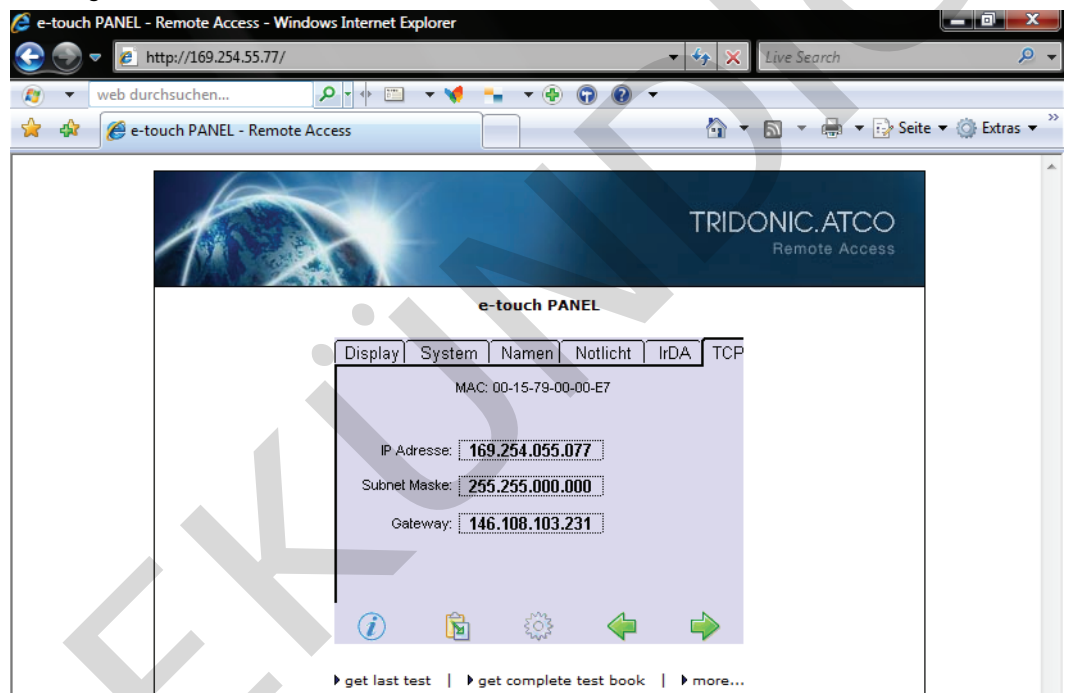 e-touch PANEL - Remote Access - Windows Internet Explorer
http://169.254.55.77/
Live Search
web durchsuchen...
e-touch PANEL - Remote Access
Seite
Extras
TRIDONIC.ATCO
Remote Access
e-touch PANEL
Display System Namen Notlicht IrDA TCP
MAC: 00-15-79-00-00-E7
IP Adresse: 169.254.055.077
Subnet Maske: 255.255.000.000
Gateway: 146.108.103.231
get last test | get complete test book | more...